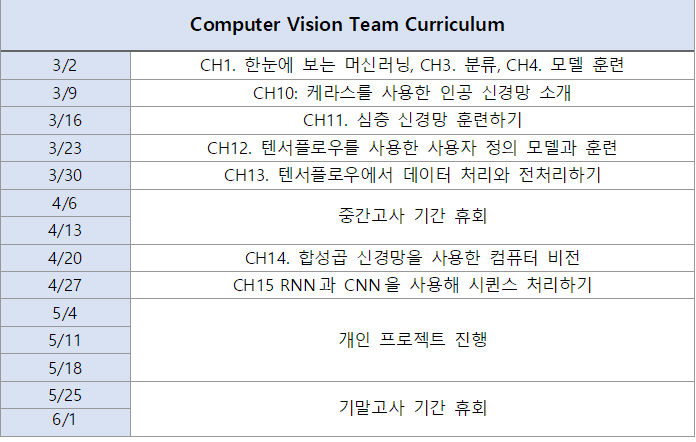 Computer Vision Team Curriculum
3/2 CH1. 한눈에 보는 머신러닝, CH3. 분류, CH4. 모델 훈련
3/9 CH10: 케라스를 사용한 인공 신경망 소개
3/16 CH11. 심층 신경망 훈련하기
3/23 CH12. 텐서플로우를 사용한 사용자 정의 모델과 훈련
3/30 CH13. 텐서플로우에서 데이터 처리와 전처리하기
4/6
중간고사 기간 휴회
4/13
4/20 CH14. 합성곱 신경망을 사용한 컴퓨터 비전
4/27 CH15 RNN과 CNN을 사용해 시퀀스 처리하기
5/4
5/11 개인 프로젝트 진행
5/18
5/25
기말고사 기간 휴회
6/1